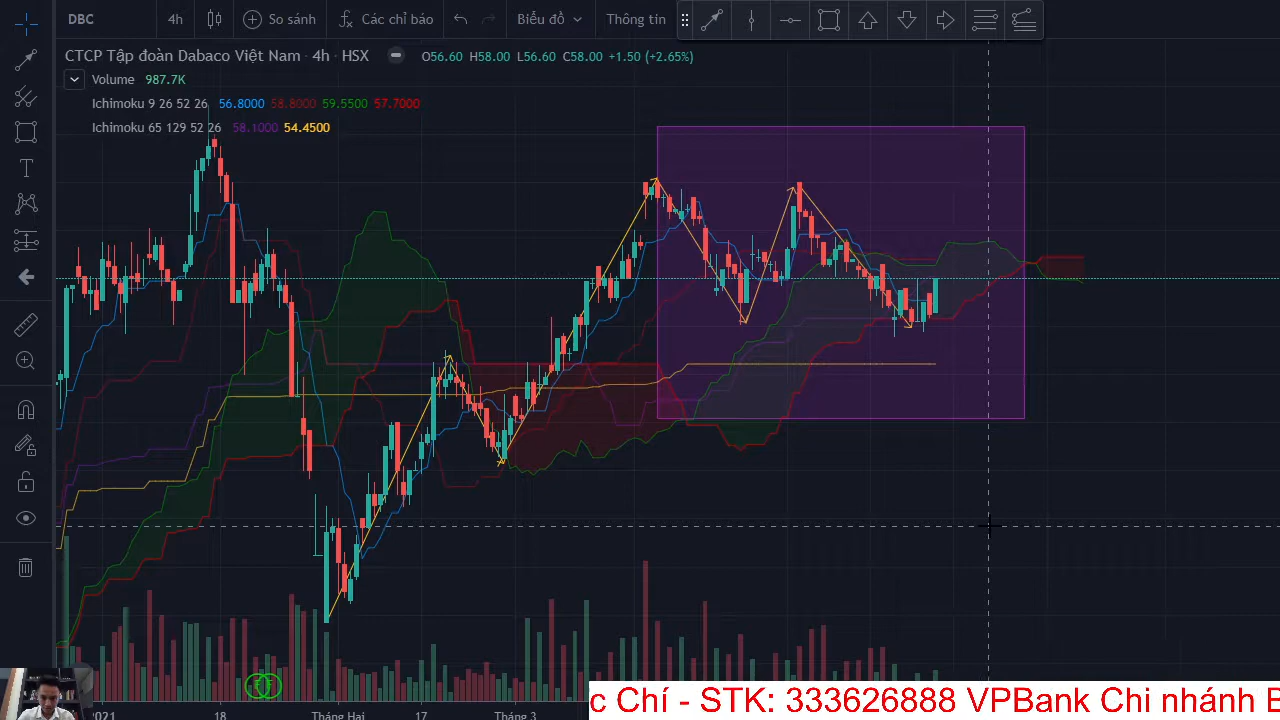 DBC 4h So sánh Các chỉ báo Biểu đồ Thông tin
CTCP Tập đoàn Dabaco Việt Nam · 4h · HSX O56.60 H58.00 L56.60 C58.00 +1.50 (+2.65%)
Volume 987.7K
Ichimoku 9 26 52 26 56.8000 58.8000 59.5500 57.7000
Ichimoku 65 129 52 26 58.1000 54.4500
c Chí - STK: 333626888 VPBank Chi nhánh
2021 18 Tháng Hai 17 Tháng 3